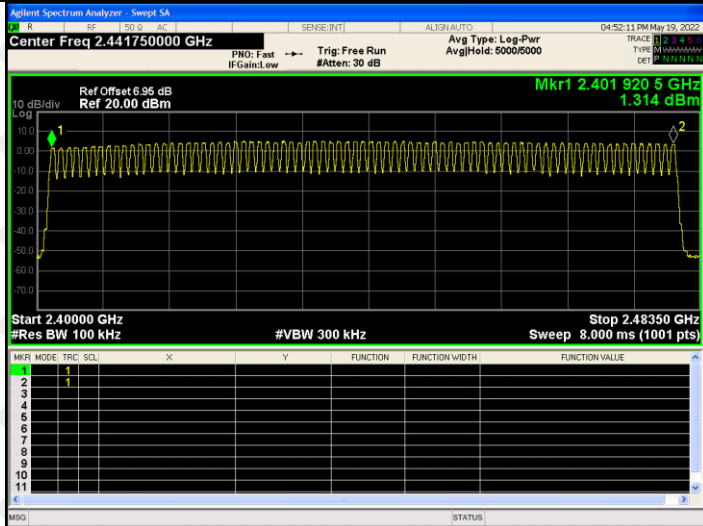 Agilent Spectrum Analyzer - Swept SA
R RF 50 Ω AC SENSE:INT ALIGN AUTO 04:52:11 PM May 19, 2022
Center Freq 2.441750000 GHz Avg Type: Log-Pwr TRACE 1 2 3 4 5 6
PNO: Fast Trig: Free Run Avg|Hold: 5000/5000 TYPE M
IFGain:Low #Atten: 30 dB DET P N N N N N
Mkr1 2.401 920 5 GHz
1.314 dBm
Ref Offset 6.95 dB
10 dB/div Ref 20.00 dBm
Log
1
2
10.0
0.00
-10.0
-20.0
-30.0
-40.0
-50.0
-60.0
-70.0
Start 2.40000 GHz Stop 2.48350 GHz
#Res BW 100 kHz #VBW 300 kHz Sweep 8.000 ms (1001 pts)
MKR MODE TRC SCL X Y FUNCTION FUNCTION WIDTH FUNCTION VALUE
1 1
2 1
3
4
5
6
7
8
9
10
11
MSG STATUS